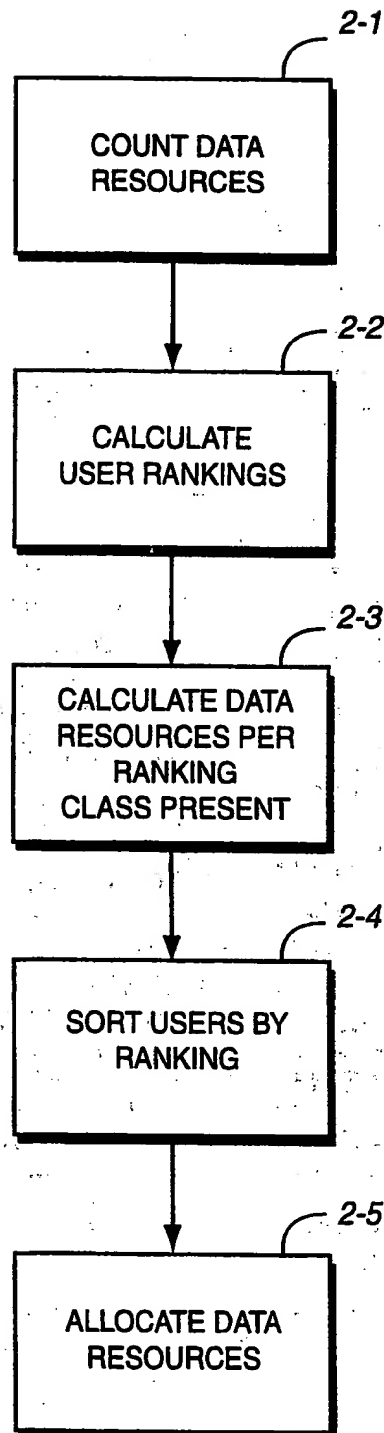 2-1
COUNT DATA
RESOURCES
2-2
CALCULATE
USER RANKINGS
2-3
CALCULATE DATA
RESOURCES PER
RANKING
CLASS PRESENT
2-4
SORT USERS BY
RANKING
2-5
ALLOCATE DATA
RESOURCES